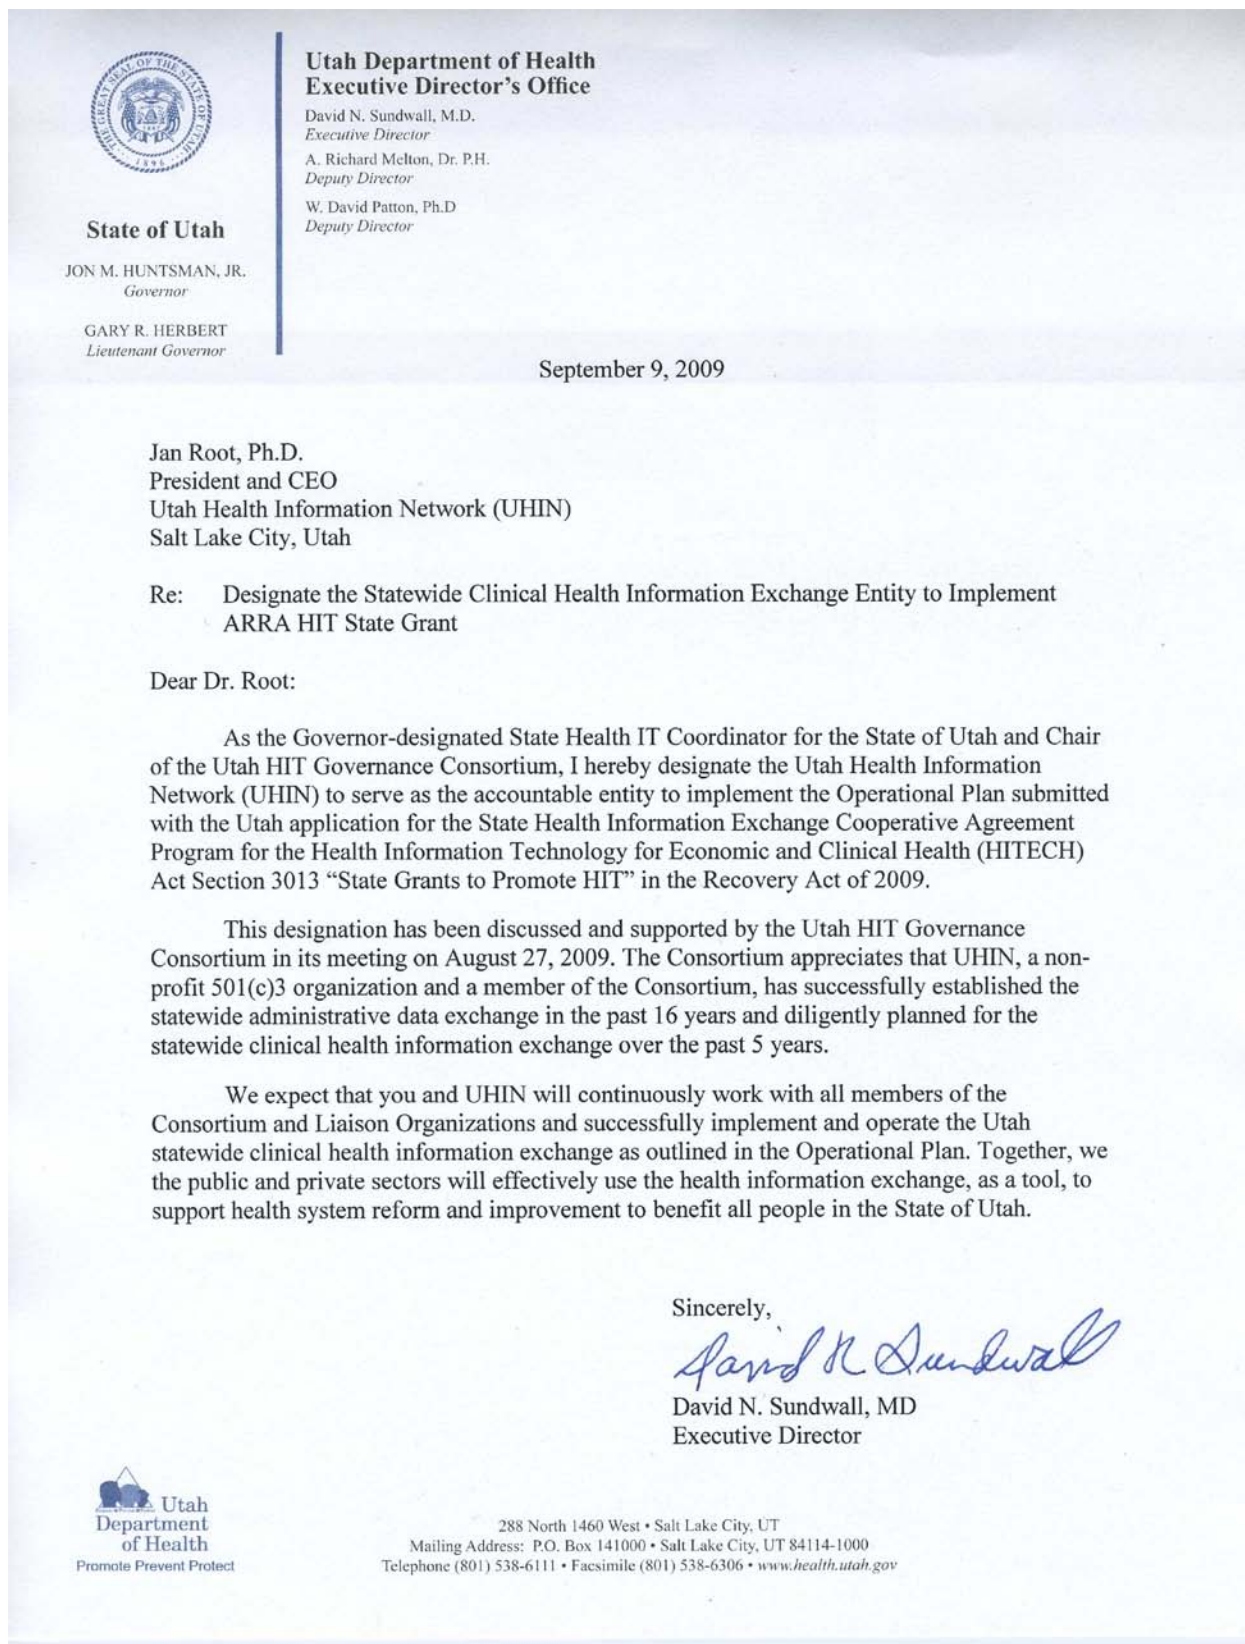 THE GREAT SEAL OF THE STATE OF UTAH
1896
State of Utah
JON M. HUNTSMAN, JR.
Governor
GARY R. HERBERT
Lieutenant Governor
Utah Department of Health
Executive Director's Office
David N. Sundwall, M.D.
Executive Director
A. Richard Melton, Dr. P.H.
Deputy Director
W. David Patton, Ph.D
Deputy Director
September 9, 2009
Jan Root, Ph.D.
President and CEO
Utah Health Information Network (UHIN)
Salt Lake City, Utah
Re: Designate the Statewide Clinical Health Information Exchange Entity to Implement
ARRA HIT State Grant
Dear Dr. Root:
As the Governor-designated State Health IT Coordinator for the State of Utah and Chair
of the Utah HIT Governance Consortium, I hereby designate the Utah Health Information
Network (UHIN) to serve as the accountable entity to implement the Operational Plan submitted
with the Utah application for the State Health Information Exchange Cooperative Agreement
Program for the Health Information Technology for Economic and Clinical Health (HITECH)
Act Section 3013 “State Grants to Promote HIT” in the Recovery Act of 2009.
This designation has been discussed and supported by the Utah HIT Governance
Consortium in its meeting on August 27, 2009. The Consortium appreciates that UHIN, a non-
profit 501(c)3 organization and a member of the Consortium, has successfully established the
statewide administrative data exchange in the past 16 years and diligently planned for the
statewide clinical health information exchange over the past 5 years.
We expect that you and UHIN will continuously work with all members of the
Consortium and Liaison Organizations and successfully implement and operate the Utah
statewide clinical health information exchange as outlined in the Operational Plan. Together, we
the public and private sectors will effectively use the health information exchange, as a tool, to
support health system reform and improvement to benefit all people in the State of Utah.
Sincerely,
David N Sundwall
David N. Sundwall, MD
Executive Director
Utah
Department
of Health
Promote Prevent Protect
288 North 1460 West • Salt Lake City, UT
Mailing Address: P.O. Box 141000 • Salt Lake City, UT 84114-1000
Telephone (801) 538-6111 • Facsimile (801) 538-6306 • www.health.utah.gov